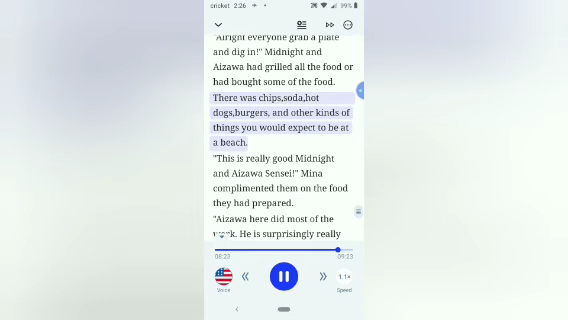 cricket 2:26
99%
"Alright everyone grab a plate
and dig in!" Midnight and
Aizawa had grilled all the food or
had bought some of the food.
There was chips,soda,hot
dogs,burgers, and other kinds of
things you would expect to be at
a beach.
"This is really good Midnight
and Aizawa Sensei!" Mina
complimented them on the food
they had prepared.
"Aizawa here did most of the
work. He is surprisingly really
08:23
09:23
1.1×
Voice
Speed